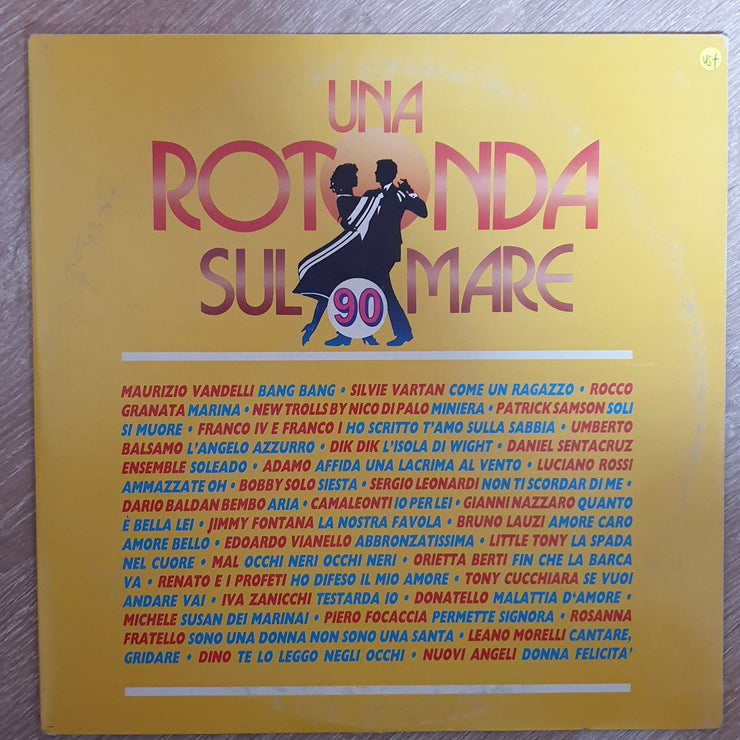 VG+
UNA
ROTONDA
SUL MARE
90
MAURIZIO VANDELLI BANG BANG • SILVIE VARTAN COME UN RAGAZZO • ROCCO
GRANATA MARINA • NEW TROLLS BY NICO DI PALO MINIERA • PATRICK SAMSON SOLI
SI MUORE • FRANCO IV E FRANCO I HO SCRITTO T'AMO SULLA SABBIA • UMBERTO
BALSAMO L'ANGELO AZZURRO • DIK DIK L'ISOLA DI WIGHT • DANIEL SENTACRUZ
ENSEMBLE SOLEADO • ADAMO AFFIDA UNA LACRIMA AL VENTO • LUCIANO ROSSI
AMMAZZATE OH • BOBBY SOLO SIESTA • SERGIO LEONARDI NON TI SCORDAR DI ME •
DARIO BALDAN BEMBO ARIA • CAMALEONTI IO PER LEI • GIANNI NAZZARO QUANTO
È BELLA LEI • JIMMY FONTANA LA NOSTRA FAVOLA • BRUNO LAUZI AMORE CARO
AMORE BELLO • EDOARDO VIANELLO ABBRONZATISSIMA • LITTLE TONY LA SPADA
NEL CUORE • MAL OCCHI NERI OCCHI NERI • ORIETTA BERTI FIN CHE LA BARCA
VA • RENATO E I PROFETI HO DIFESO IL MIO AMORE • TONY CUCCHIARA SE VUOI
ANDARE VAI • IVA ZANICCHI TESTARDA IO • DONATELLO MALATTIA D'AMORE •
MICHELE SUSAN DEI MARINAI • PIERO FOCACCIA PERMETTE SIGNORA • ROSANNA
FRATELLO SONO UNA DONNA NON SONO UNA SANTA • LEANO MORELLI CANTARE,
GRIDARE • DINO TE LO LEGGO NEGLI OCCHI • NUOVI ANGELI DONNA FELICITA'